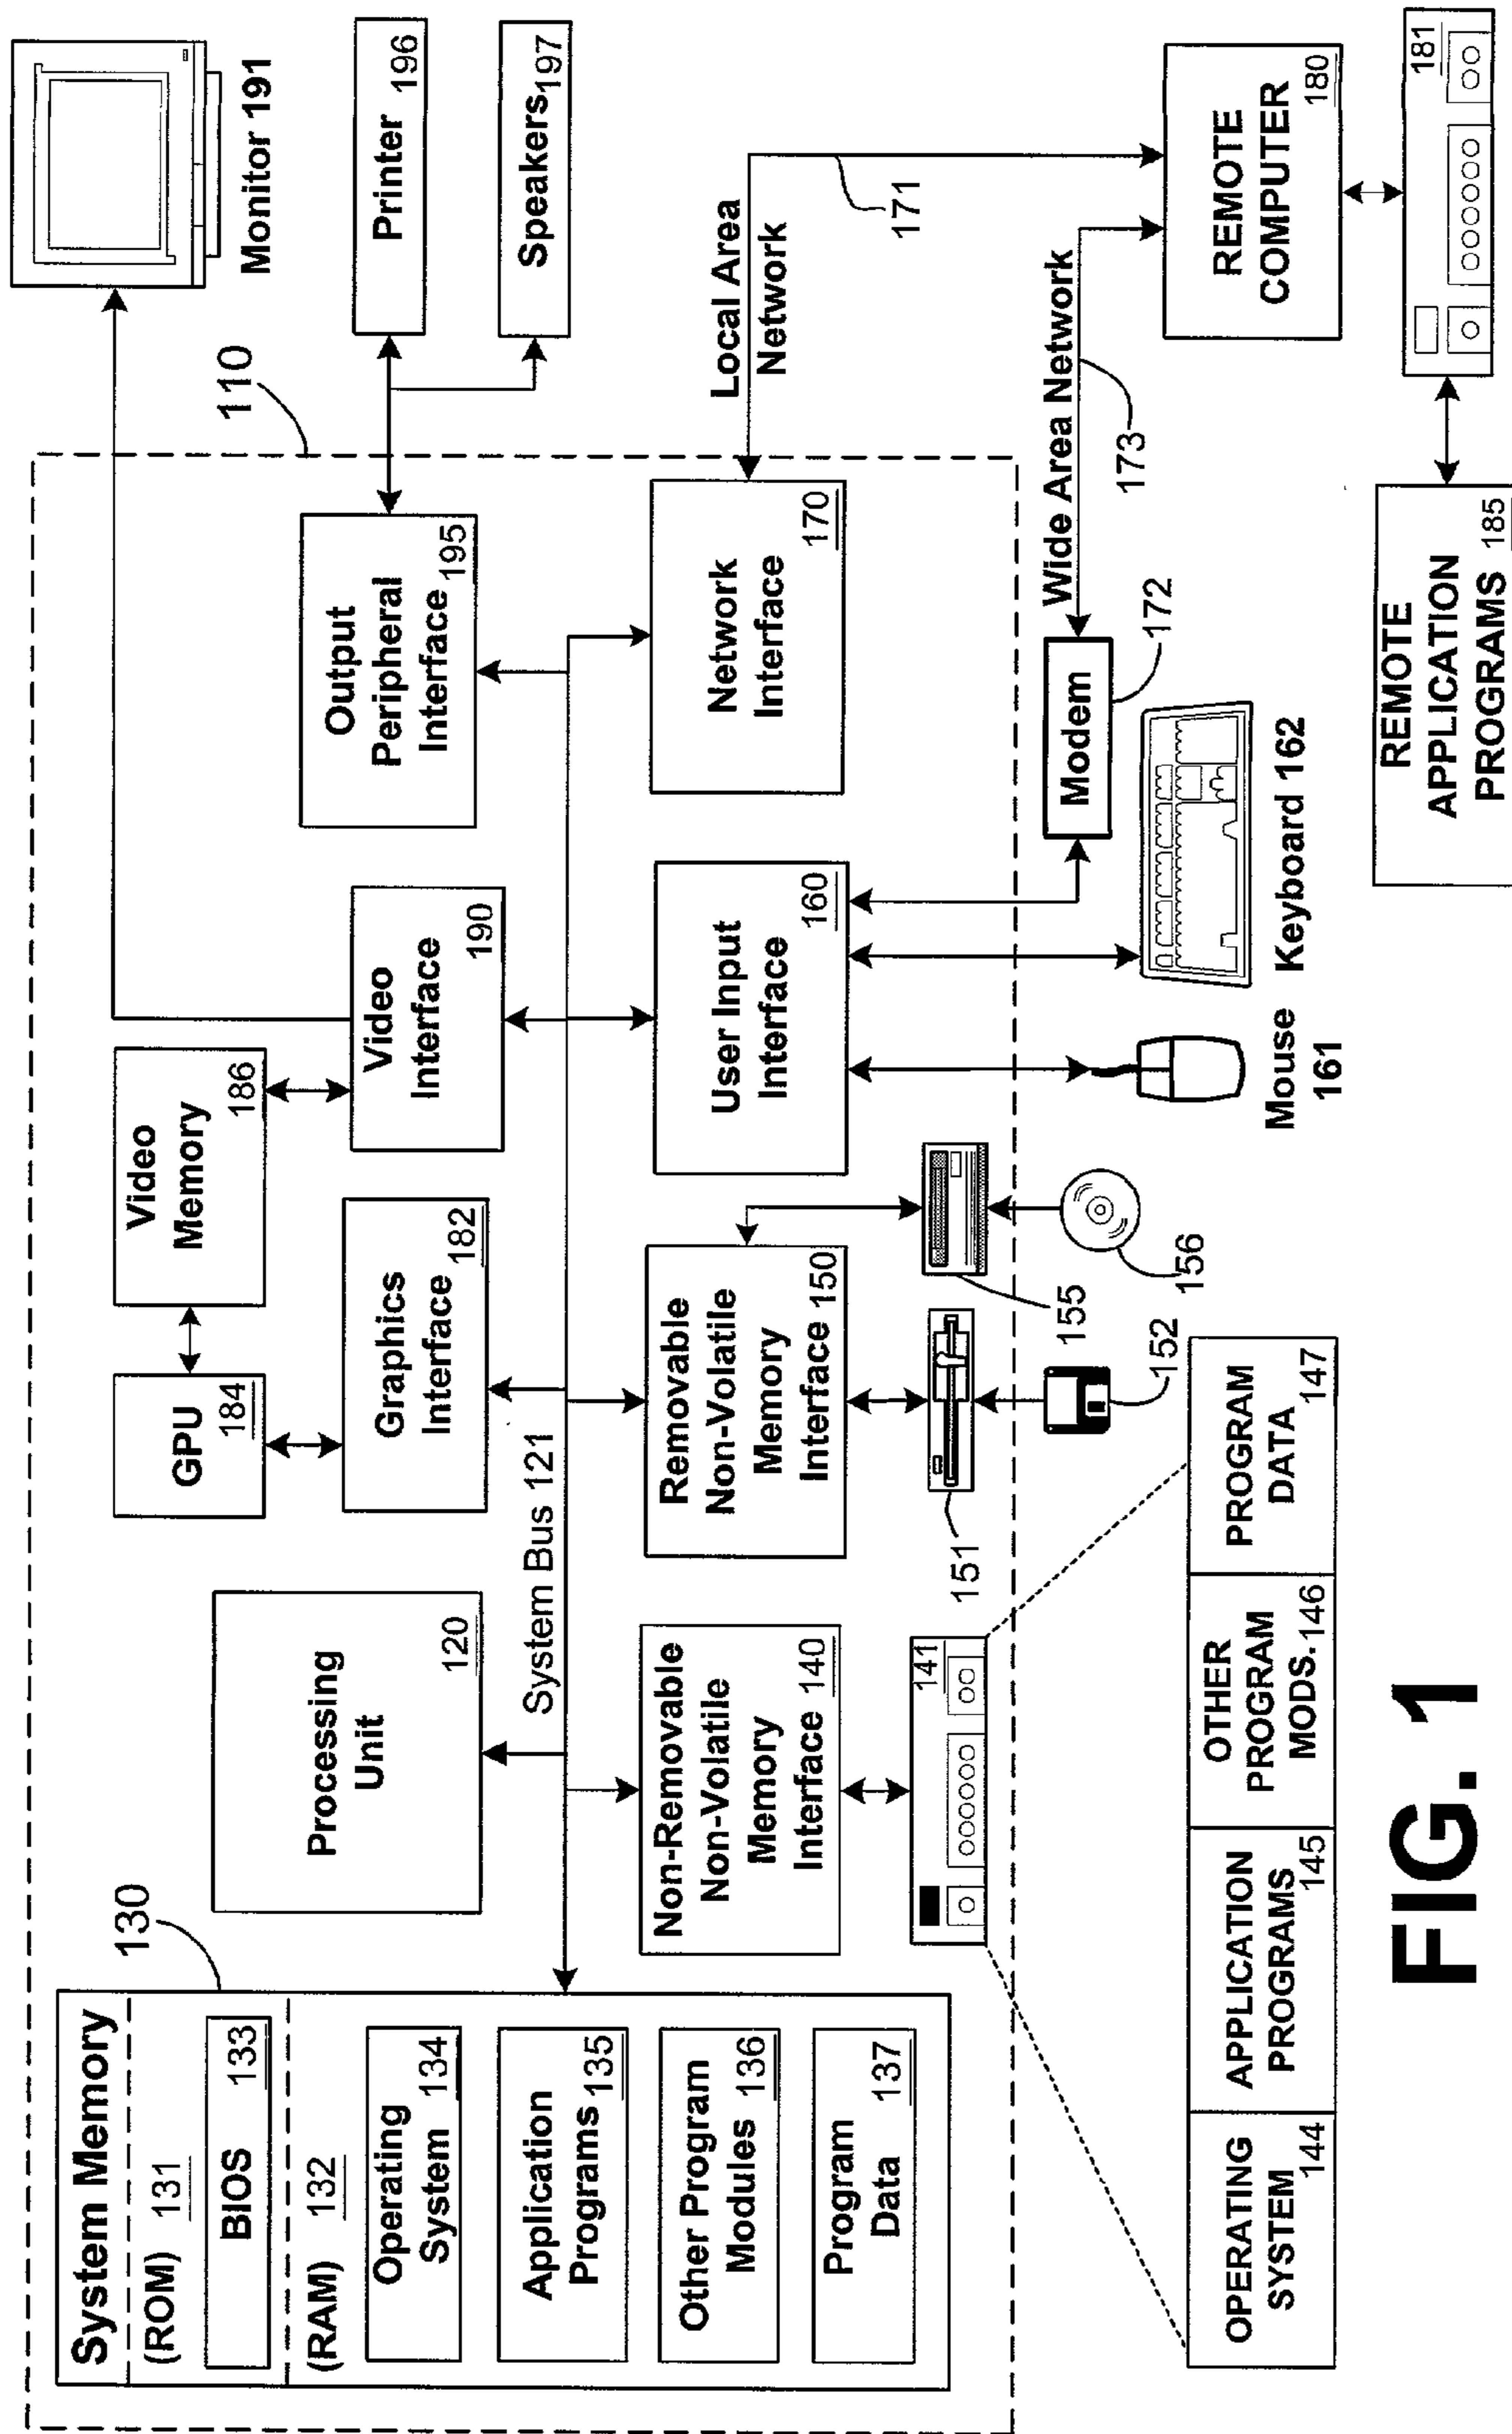 System Memory
(ROM) 131
BIOS 133
(RAM) 132
Operating
System 134
Application
Programs 135
Other Program
Modules 136
Program
Data 137
130
Processing
Unit
120
System Bus 121
GPU
184
Video
Memory
186
Graphics
Interface
182
Video
Interface
190
Output
Peripheral
Interface 195
110
Monitor 191
Printer 196
Speakers 197
Non-Removable
Non-Volatile
Memory
Interface 140
Removable
Non-Volatile
Memory
Interface 150
User Input
Interface
160
Network
Interface
170
Local Area
Network
171
141
151
152
155
156
Mouse
161
Keyboard 162
Modem
172
Wide Area Network
173
REMOTE
COMPUTER
180
181
REMOTE
APPLICATION
PROGRAMS 185
OPERATING
SYSTEM 144
APPLICATION
PROGRAMS 145
OTHER
PROGRAM
MODS. 146
PROGRAM
DATA 147
FIG. 1